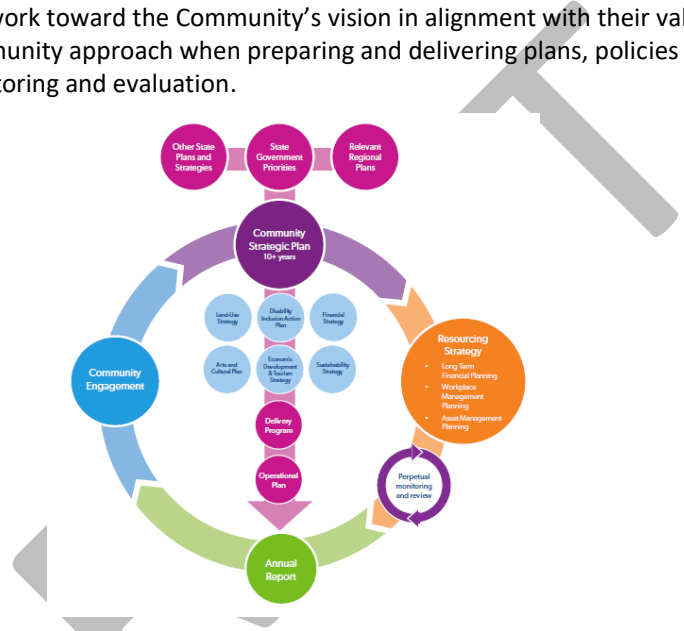 work toward the Community's vision in alignment with their val
munity approach when preparing and delivering plans, policies
toring and evaluation.
Other State
Plans and
Strategies
State
Government
Priorities
Relevant
Regional
Plans
Community
Strategic Plan
10+ years
Land-Use
Strategy
Disability
Inclusion Action
Plan
Financial
Strategy
Arts and
Cultural Plan
Economic
Development
& Tourism
Strategy
Sustainability
Strategy
Resourcing
Strategy
- Long Term
Financial Planning
- Workplace
Management
Planning
- Asset Management
Planning
Community
Engagement
Delivery
Program
Operational
Plan
Perpetual
monitoring
and review
Annual
Report